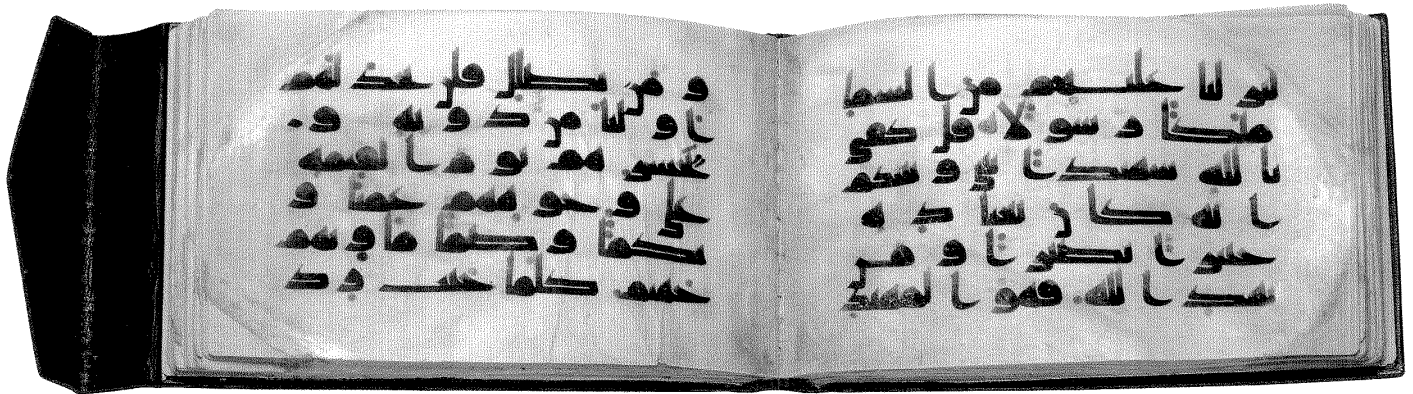 لنزلنا عليهم من السما
ملكا رسولا قل كفى
بالله شهيدا بيني وبينكم
انه كان بعباده
خبيرا بصيرا ومن
يهد الله فهو المهتد
ومن يضلل فلن تجد لهم
اوليا من دونه و
نحشرهم يوم القيمه
على وجوههم عميا و
بكما وصما ماويهم
جهنم كلما خبت زد